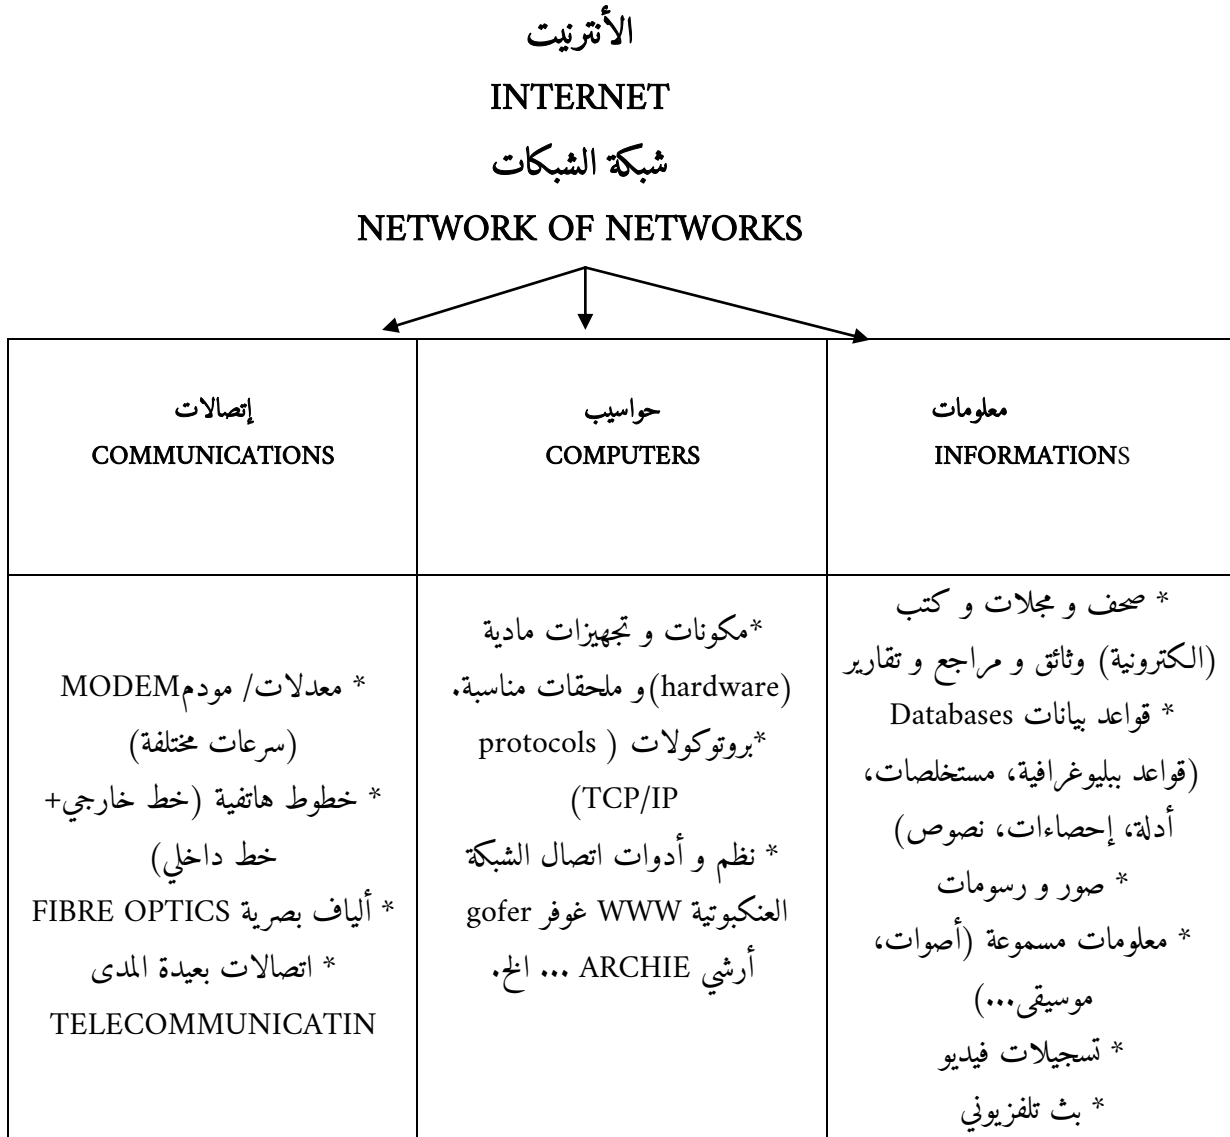 الأنترنيت
INTERNET
شبكة الشبكات
NETWORK OF NETWORKS
معلومات
INFORMATIONS
حواسيب
COMPUTERS
إتصالات
COMMUNICATIONS
* صحف و مجلات و كتب
(الكترونية) وثائق و مراجع و تقارير
* قواعد بيانات Databases
(قواعد ببليوغرافية، مستخلصات،
أدلة، إحصاءات، نصوص)
* صور و رسومات
* معلومات مسموعة (أصوات،
موسيقى...)
* تسجيلات فيديو
* بث تلفزيوني
*مكونات و تجهيزات مادية
(hardware)و ملحقات مناسبة.
*بروتوكولات ( protocols
TCP/IP)
* نظم و أدوات اتصال الشبكة
العنكبوتية WWW غوفر gofer
أرشي ARCHIE ... الخ.
* معدلات/ مودمMODEM
(سرعات مختلفة)
* خطوط هاتفية (خط خارجي+
خط داخلي)
* ألياف بصرية FIBRE OPTICS
* اتصالات بعيدة المدى
TELECOMMUNICATIN